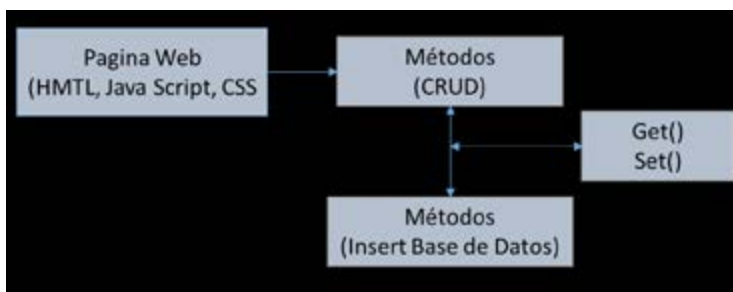 Pagina Web
(HMTL, Java Script, CSS
Métodos
(CRUD)
Get()
Set()
Métodos
(Insert Base de Datos)